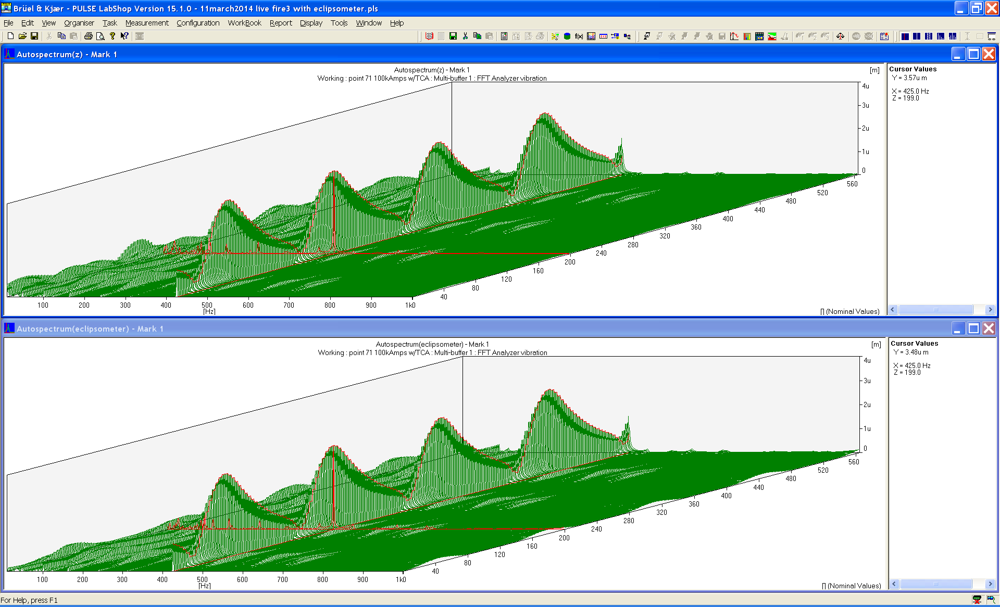 Brüel & Kjær - PULSE LabShop Version 15.1.0 - 11march2014 live fire3 with eclipsometer.pls
File Edit View Organiser Task Measurement Configuration WorkBook Report Display Tools Window Help
Autospectrum(z) - Mark 1
Autospectrum(z) - Mark 1
Working : point 71 100kAmps w/TCA : Multi-buffer 1 : FFT Analyzer vibration
[m]
4u
3u
2u
1u
0
560
520
480
440
400
360
320
280
240
200
160
120
80
40
100 200 300 400 500 600 700 800 900 1k0
[Hz]
[] (Nominal Values)
Cursor Values
Y = 3.57u m
X = 425.0 Hz
Z = 199.0
Autospectrum(eclipsometer) - Mark 1
Autospectrum(eclipsometer) - Mark 1
Working : point 71 100kAmps w/TCA : Multi-buffer 1 : FFT Analyzer vibration
[m]
4u
3u
2u
1u
0
560
520
480
440
400
360
320
280
240
200
160
120
80
40
100 200 300 400 500 600 700 800 900 1k0
[Hz]
[] (Nominal Values)
Cursor Values
Y = 3.48u m
X = 425.0 Hz
Z = 199.0
For Help, press F1